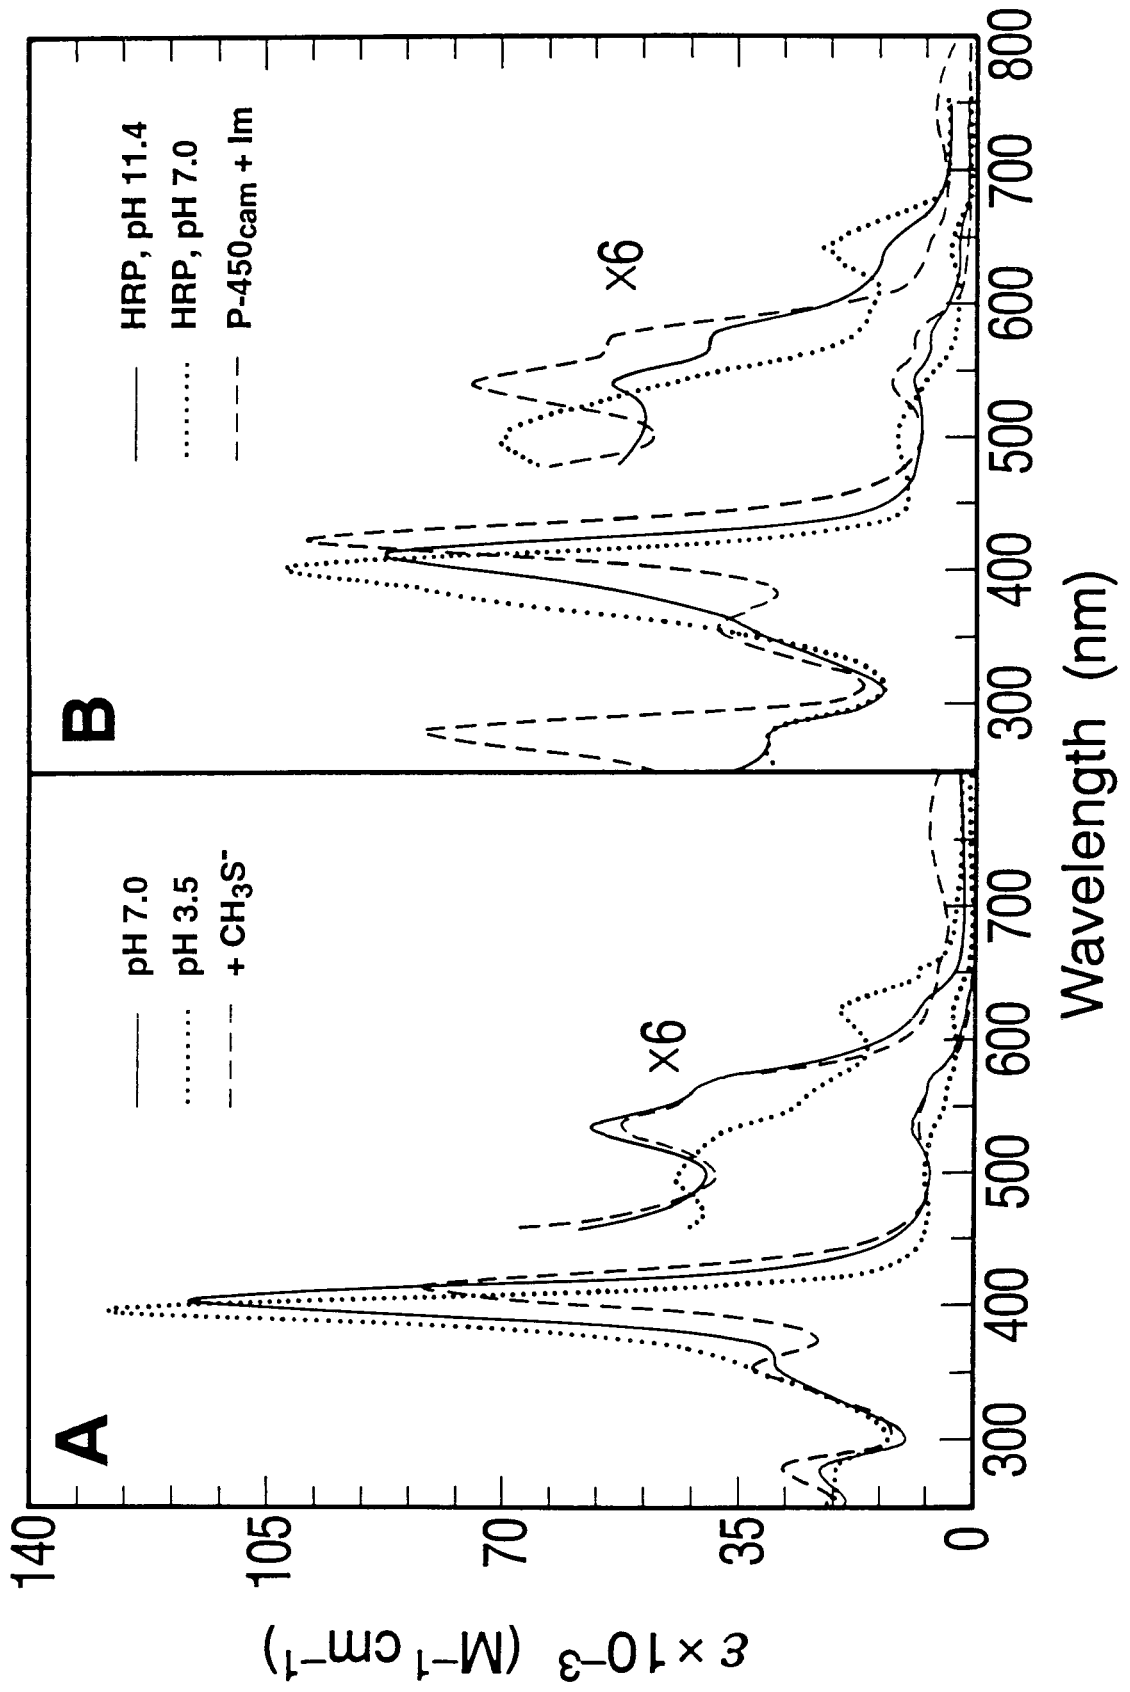 A
pH 7.0
pH 3.5
+ CH₃S⁻
×6
B
HRP, pH 11.4
HRP, pH 7.0
P-450cam + Im
×6
140
105
70
35
0
ε × 10⁻³ (M⁻¹ cm⁻¹)
300 400 500 600 700
300 400 500 600 700 800
Wavelength (nm)